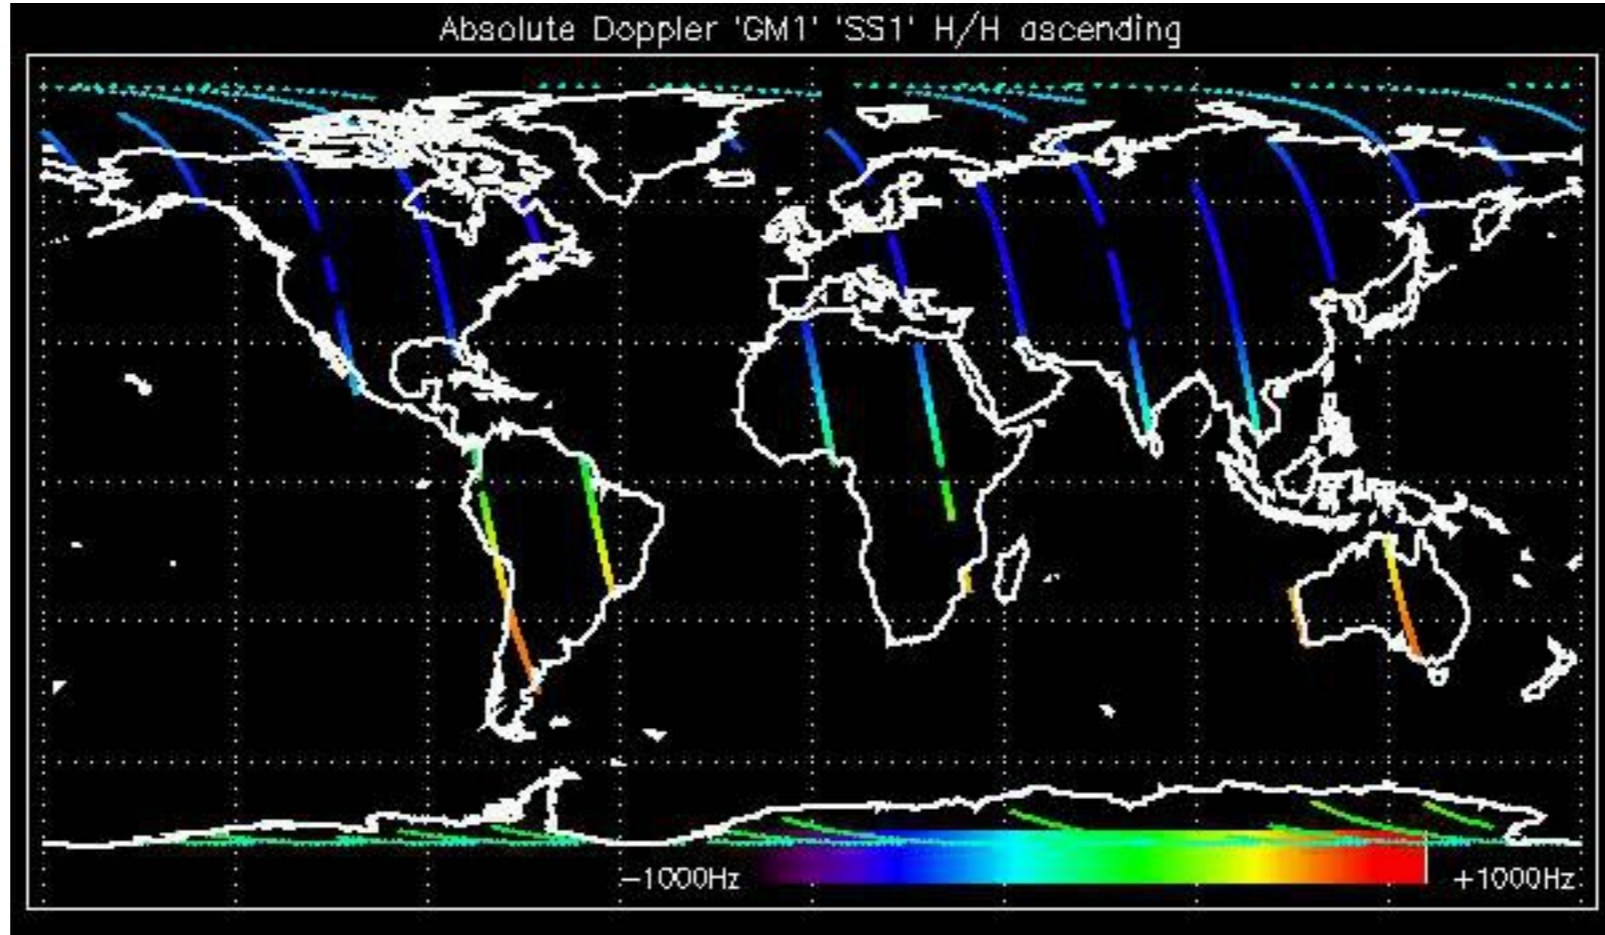 Absolute Doppler 'GM1' 'SS1' H/H ascending
−1000Hz +1000Hz